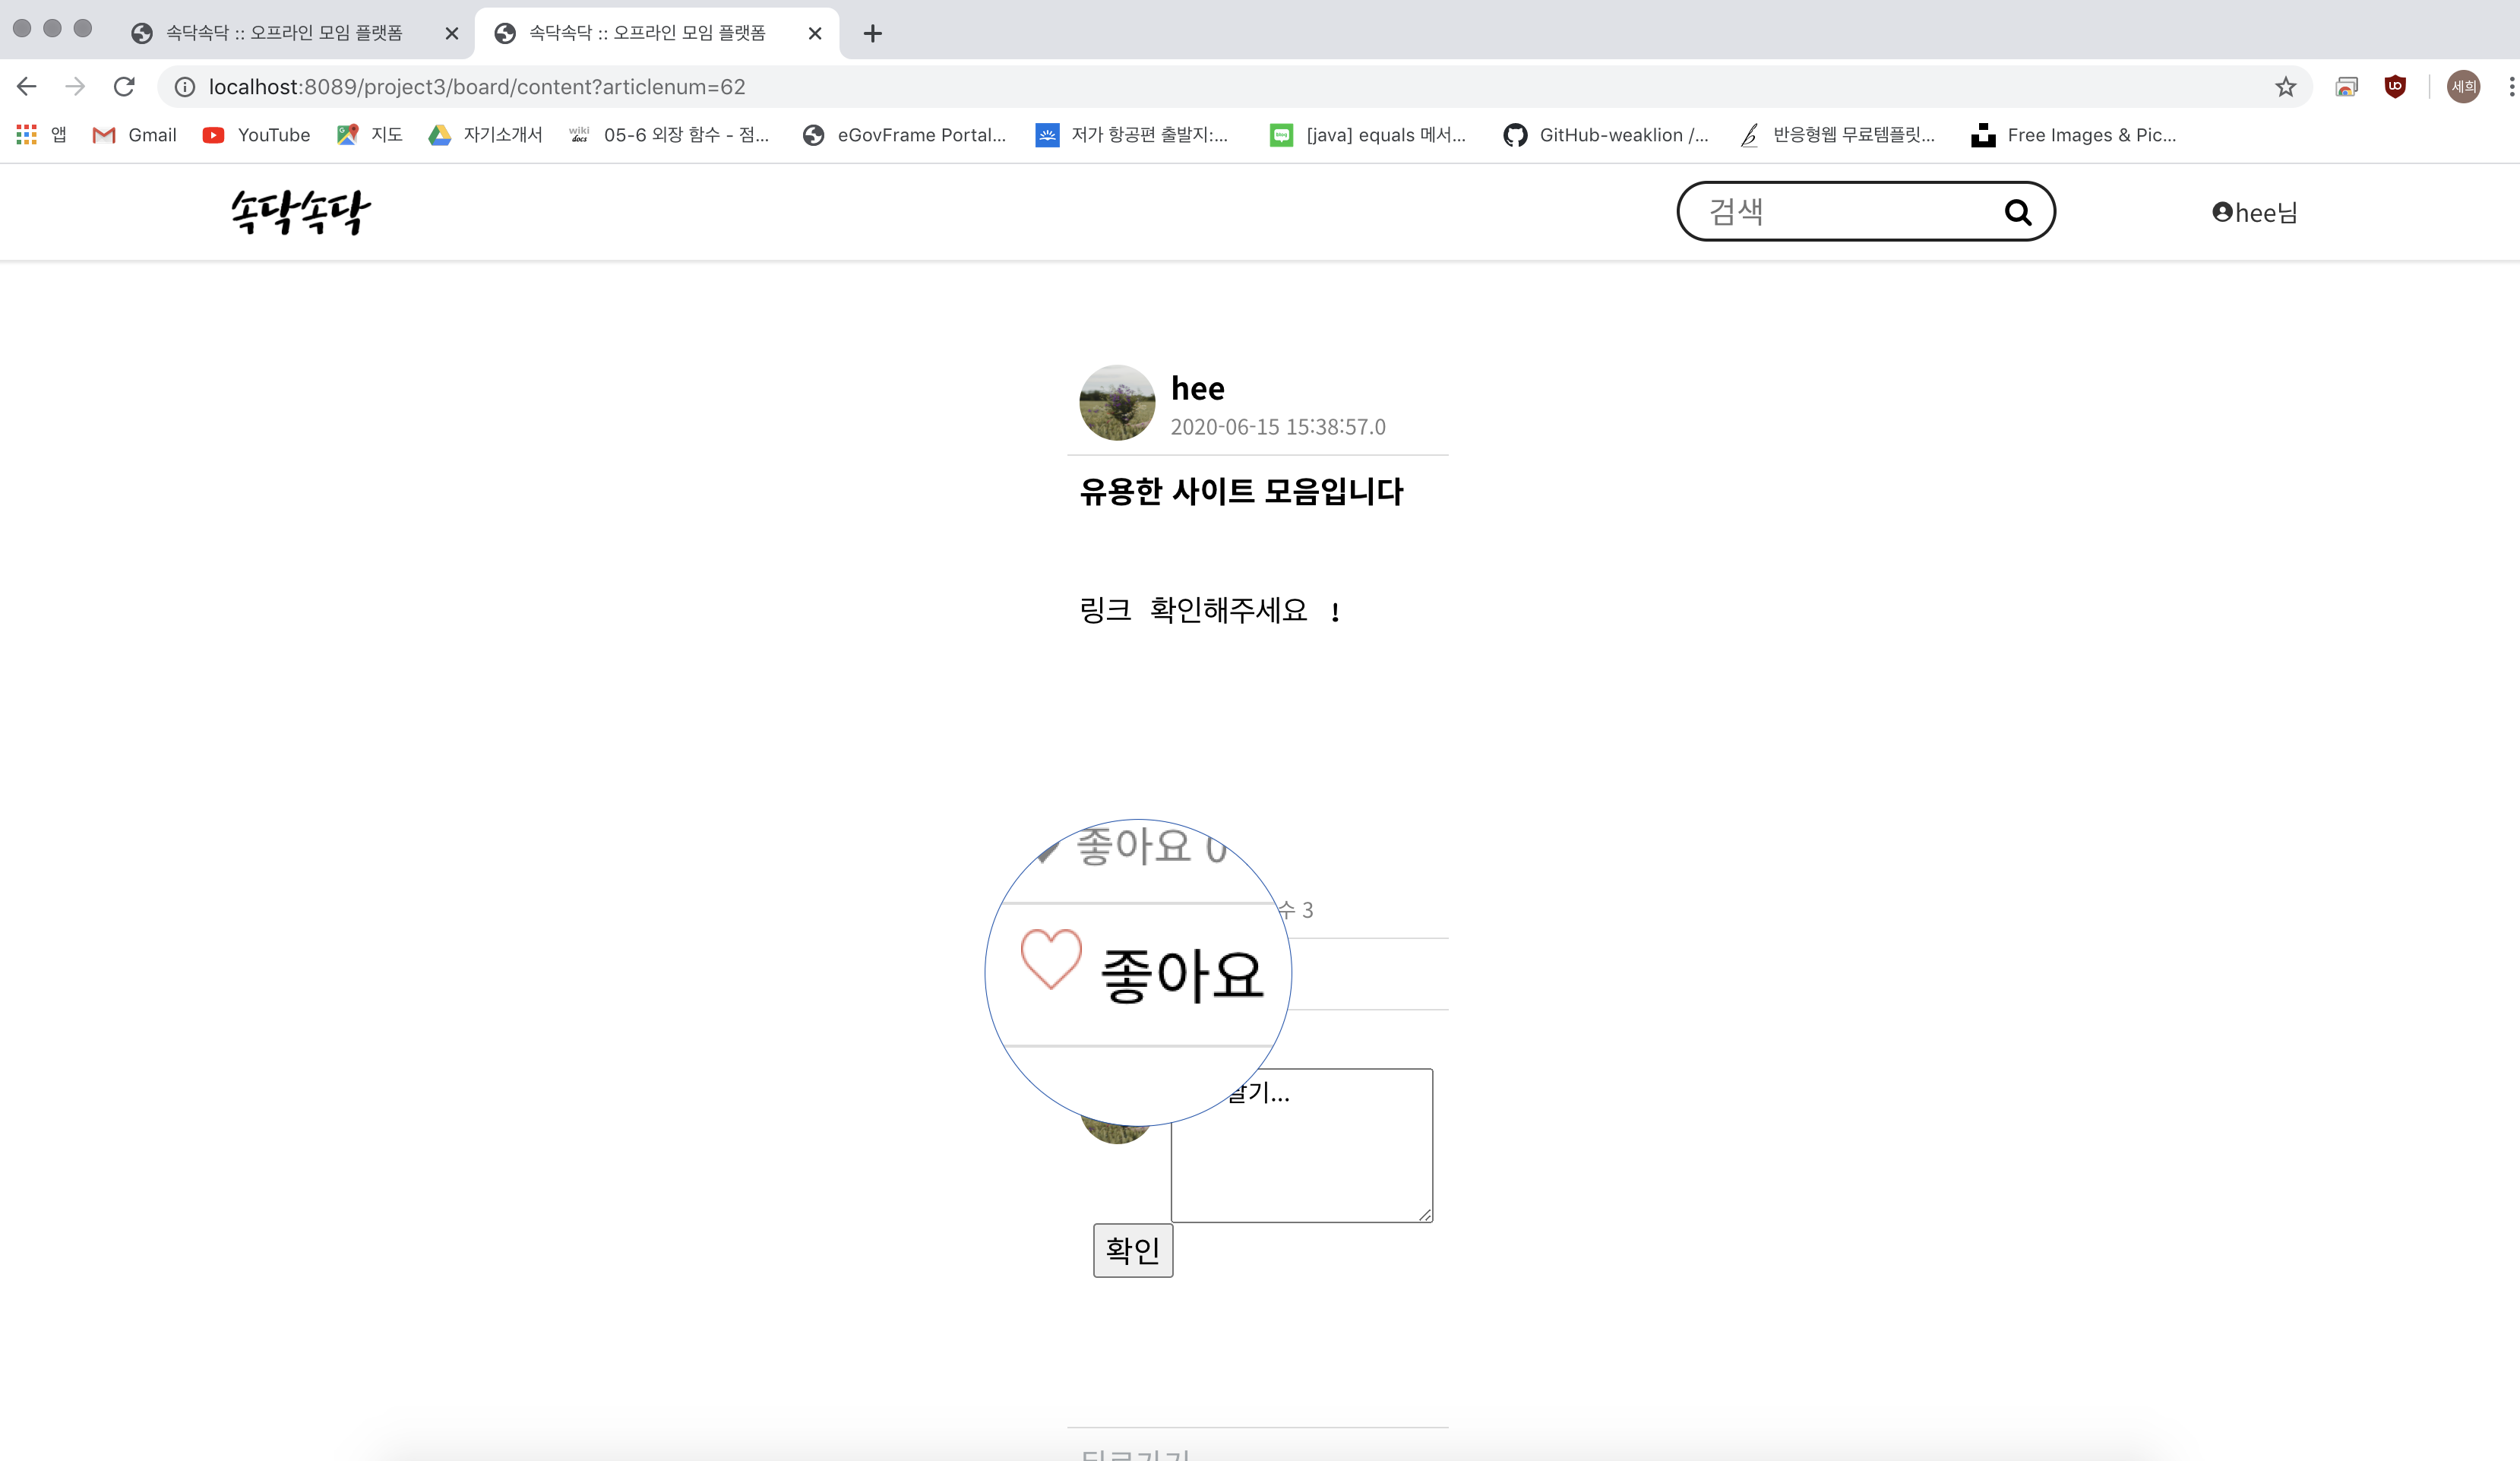 속닥속닥 :: 오프라인 모임 플랫폼
속닥속닥 :: 오프라인 모임 플랫폼
localhost:8089/project3/board/content?articlenum=62
세희
앱 Gmail YouTube 지도 자기소개서 wiki docs 05-6 외장 함수 - 점... eGovFrame Portal... 저가 항공편 출발지:... [java] equals 메서... GitHub-weaklion /... 반응형웹 무료템플릿... Free Images & Pic...
속닥속닥
검색
hee님
hee
2020-06-15 15:38:57.0
유용한 사이트 모음입니다
링크 확인해주세요 !
좋아요 0
수 3
좋아요
달기...
확인